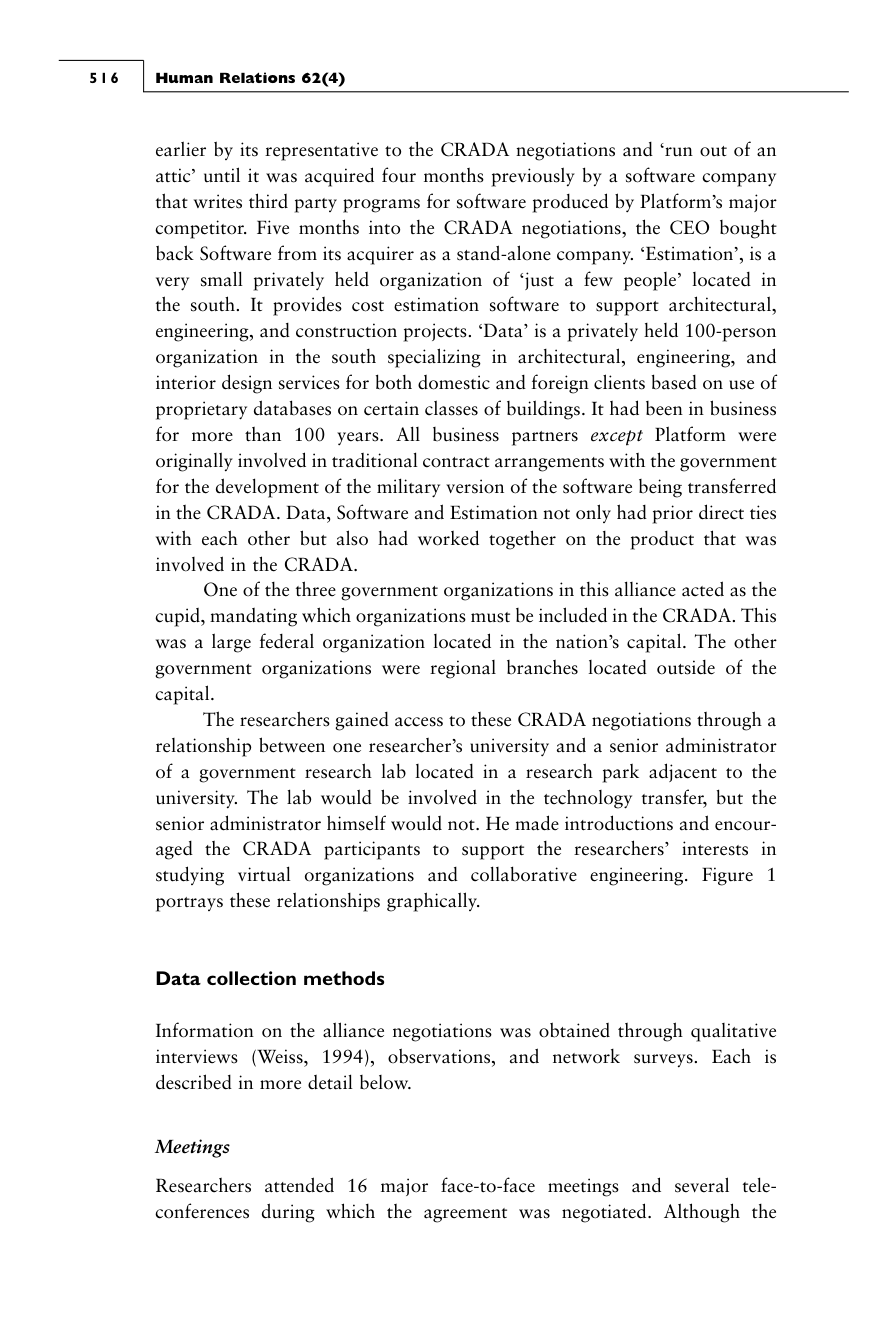 516 Human Relations 62(4)
earlier by its representative to the CRADA negotiations and ‘run out of an
attic’ until it was acquired four months previously by a software company
that writes third party programs for software produced by Platform’s major
competitor. Five months into the CRADA negotiations, the CEO bought
back Software from its acquirer as a stand-alone company. ‘Estimation’, is a
very small privately held organization of ‘just a few people’ located in
the south. It provides cost estimation software to support architectural,
engineering, and construction projects. ‘Data’ is a privately held 100-person
organization in the south specializing in architectural, engineering, and
interior design services for both domestic and foreign clients based on use of
proprietary databases on certain classes of buildings. It had been in business
for more than 100 years. All business partners except Platform were
originally involved in traditional contract arrangements with the government
for the development of the military version of the software being transferred
in the CRADA. Data, Software and Estimation not only had prior direct ties
with each other but also had worked together on the product that was
involved in the CRADA.
One of the three government organizations in this alliance acted as the
cupid, mandating which organizations must be included in the CRADA. This
was a large federal organization located in the nation’s capital. The other
government organizations were regional branches located outside of the
capital.
The researchers gained access to these CRADA negotiations through a
relationship between one researcher’s university and a senior administrator
of a government research lab located in a research park adjacent to the
university. The lab would be involved in the technology transfer, but the
senior administrator himself would not. He made introductions and encour-
aged the CRADA participants to support the researchers’ interests in
studying virtual organizations and collaborative engineering. Figure 1
portrays these relationships graphically.
Data collection methods
Information on the alliance negotiations was obtained through qualitative
interviews (Weiss, 1994), observations, and network surveys. Each is
described in more detail below.
Meetings
Researchers attended 16 major face-to-face meetings and several tele-
conferences during which the agreement was negotiated. Although the